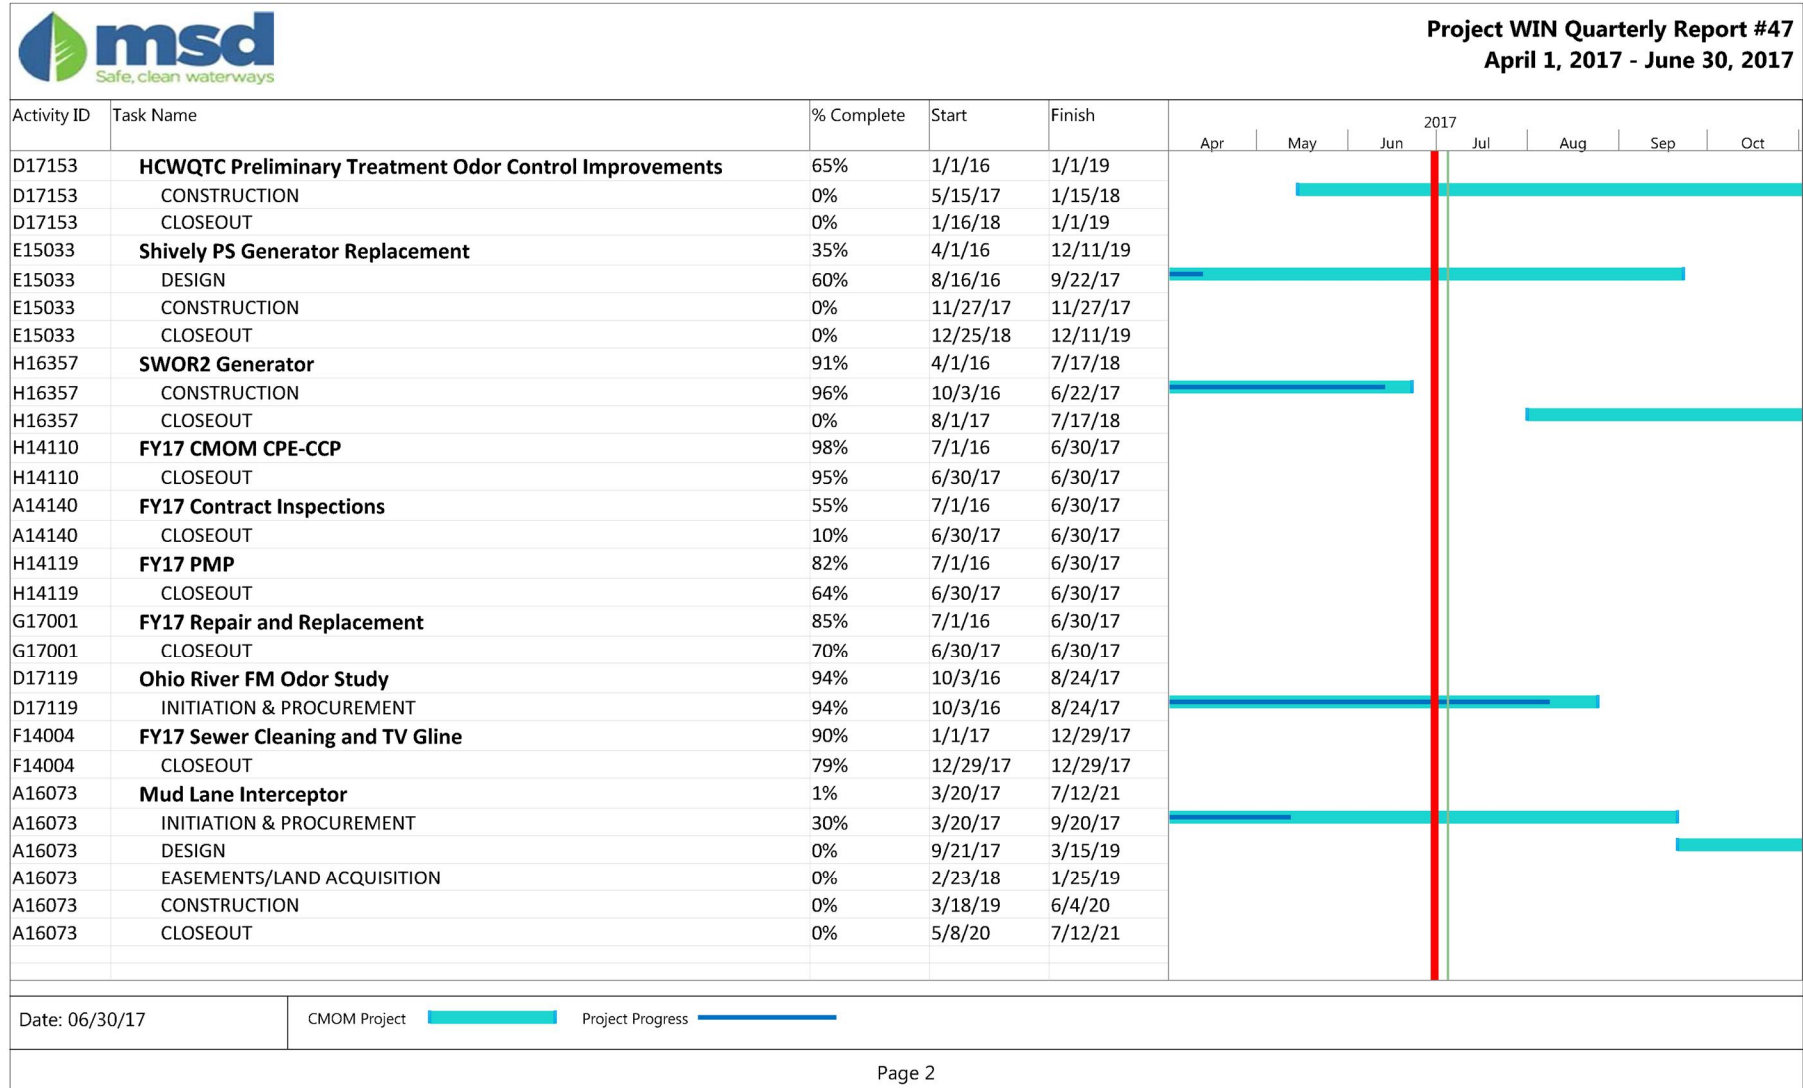 msd
Safe, clean waterways
Project WIN Quarterly Report #47
April 1, 2017 - June 30, 2017
Activity ID Task Name % Complete Start Finish
2017
Apr May Jun Jul Aug Sep Oct
D17153 HCWQTC Preliminary Treatment Odor Control Improvements 65% 1/1/16 1/1/19
D17153 CONSTRUCTION 0% 5/15/17 1/15/18
D17153 CLOSEOUT 0% 1/16/18 1/1/19
E15033 Shively PS Generator Replacement 35% 4/1/16 12/11/19
E15033 DESIGN 60% 8/16/16 9/22/17
E15033 CONSTRUCTION 0% 11/27/17 11/27/17
E15033 CLOSEOUT 0% 12/25/18 12/11/19
H16357 SWOR2 Generator 91% 4/1/16 7/17/18
H16357 CONSTRUCTION 96% 10/3/16 6/22/17
H16357 CLOSEOUT 0% 8/1/17 7/17/18
H14110 FY17 CMOM CPE-CCP 98% 7/1/16 6/30/17
H14110 CLOSEOUT 95% 6/30/17 6/30/17
A14140 FY17 Contract Inspections 55% 7/1/16 6/30/17
A14140 CLOSEOUT 10% 6/30/17 6/30/17
H14119 FY17 PMP 82% 7/1/16 6/30/17
H14119 CLOSEOUT 64% 6/30/17 6/30/17
G17001 FY17 Repair and Replacement 85% 7/1/16 6/30/17
G17001 CLOSEOUT 70% 6/30/17 6/30/17
D17119 Ohio River FM Odor Study 94% 10/3/16 8/24/17
D17119 INITIATION & PROCUREMENT 94% 10/3/16 8/24/17
F14004 FY17 Sewer Cleaning and TV Gline 90% 1/1/17 12/29/17
F14004 CLOSEOUT 79% 12/29/17 12/29/17
A16073 Mud Lane Interceptor 1% 3/20/17 7/12/21
A16073 INITIATION & PROCUREMENT 30% 3/20/17 9/20/17
A16073 DESIGN 0% 9/21/17 3/15/19
A16073 EASEMENTS/LAND ACQUISITION 0% 2/23/18 1/25/19
A16073 CONSTRUCTION 0% 3/18/19 6/4/20
A16073 CLOSEOUT 0% 5/8/20 7/12/21
Date: 06/30/17 CMOM Project Project Progress
Page 2